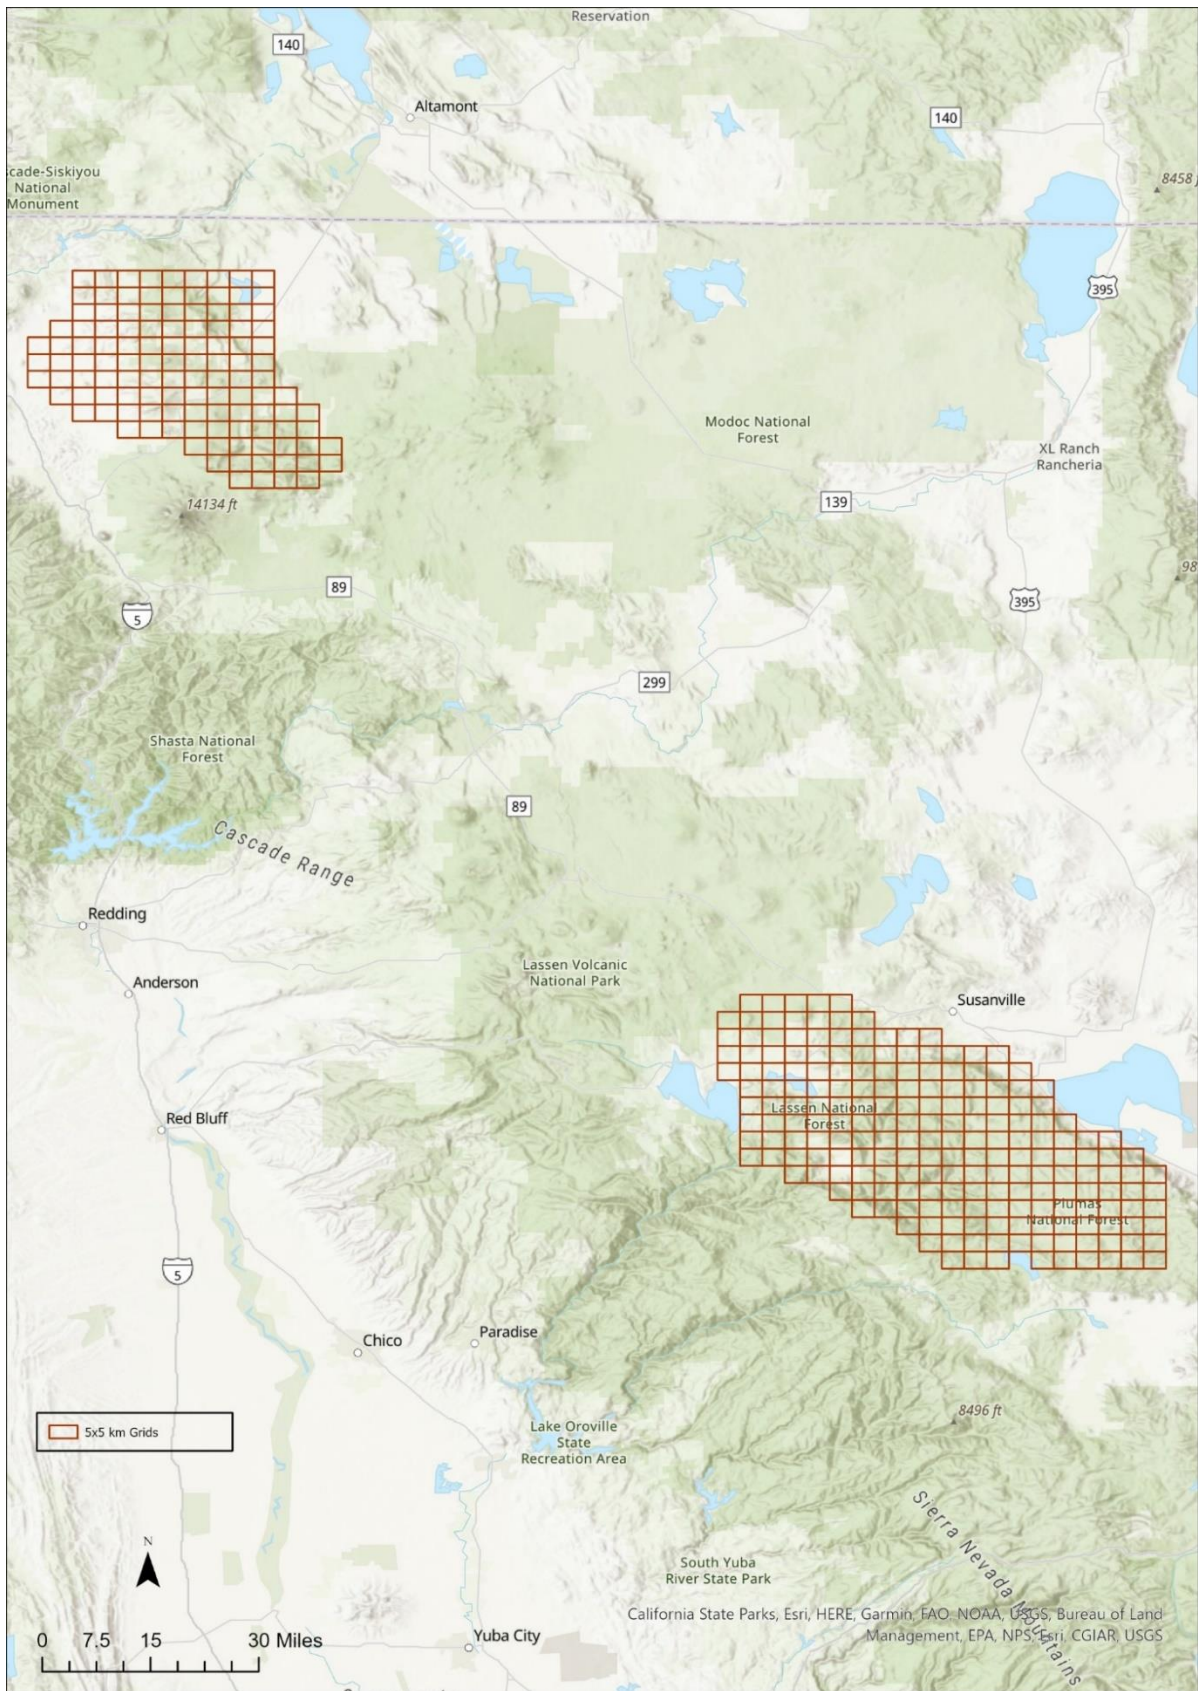 Reservation
140
Altamont
140
scade-Siskiyou
National
Monument
8458 f
395
Modoc National
Forest
XL Ranch
Rancheria
14134 ft
139
98
89
395
5
299
Shasta National
Forest
89
Cascade Range
Redding
Lassen Volcanic
National Park
Anderson
Susanville
Lassen National
Forest
Red Bluff
Plumas
National Forest
5
Paradise
Chico
8496 ft
5x5 km Grids
Lake Oroville
State
Recreation Area
Sierra Nevada Mountains
N
South Yuba
River State Park
California State Parks, Esri, HERE, Garmin, FAO, NOAA, USGS, Bureau of Land
Management, EPA, NPS, Esri, CGIAR, USGS
0 7.5 15 30 Miles
Yuba City